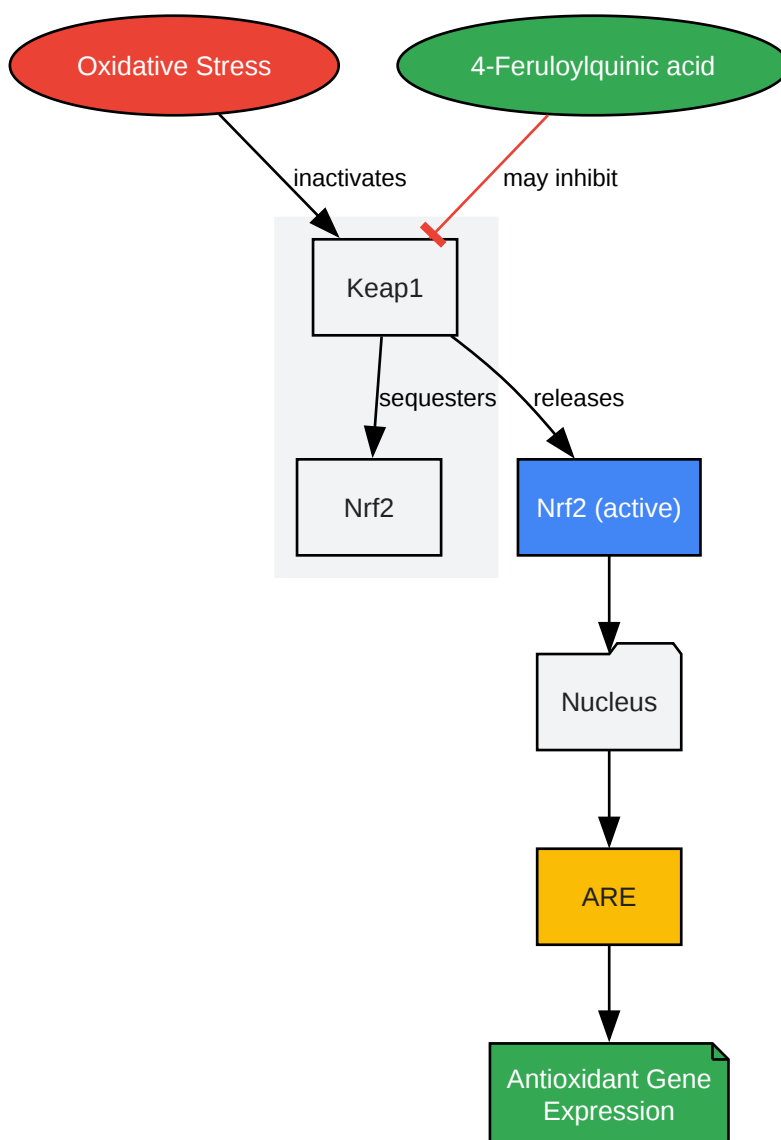 Oxidative Stress
4-Feruloylquinic acid
inactivates
may inhibit
Keap1
sequesters
releases
Nrf2
Nrf2 (active)
Nucleus
ARE
Antioxidant Gene
Expression